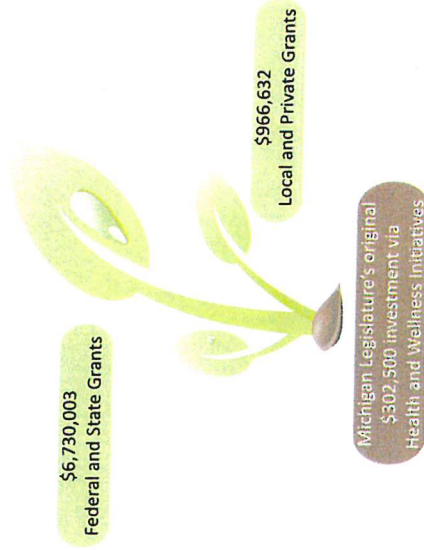 $6,730,003
Federal and State Grants
$966,632
Local and Private Grants
Michigan Legislature's original
$302,500 investment via
Health and Wellness Initiatives